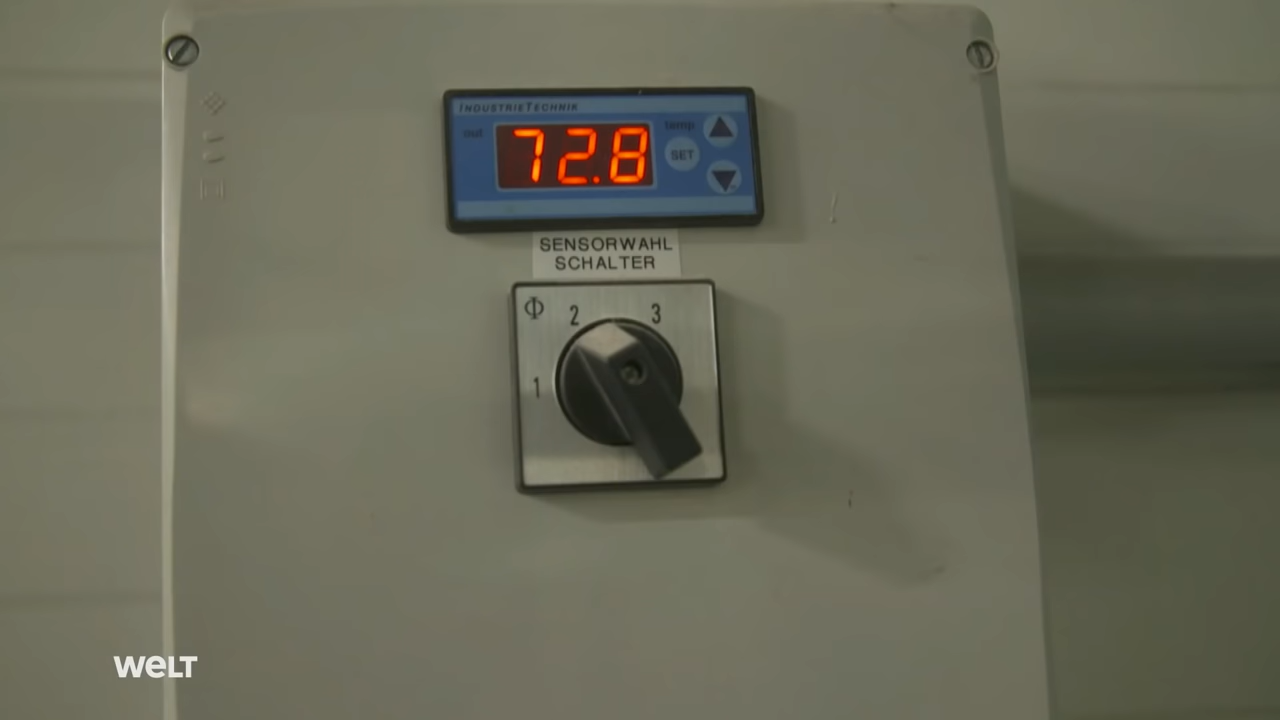 INDUSTRIETECHNIK
out
72.8
temp
SET
SENSORWAHL
SCHALTER
Φ
2
3
1
WELT